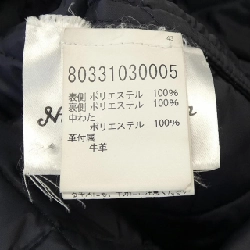 80331030005
表側 ポリエステル 100%
裏側 ポリエステル 100%
中わた
ポリエステル 100%
革付属
牛革